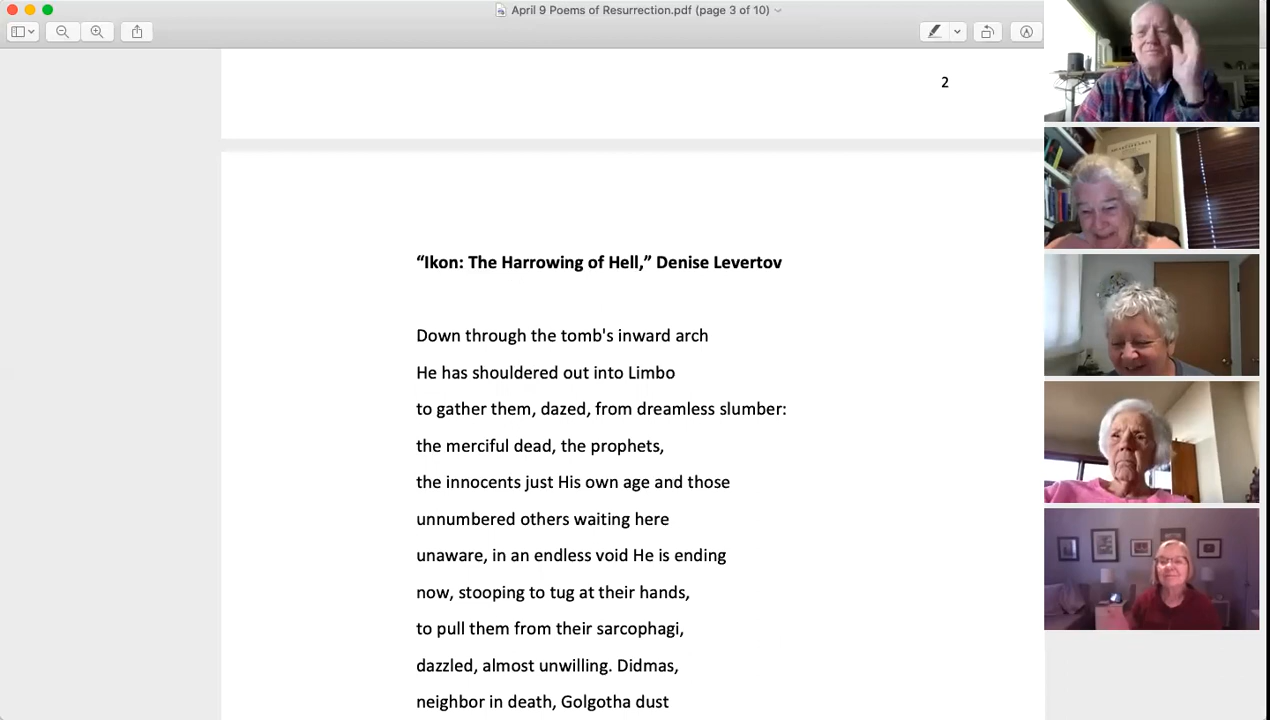 April 9 Poems of Resurrection.pdf (page 3 of 10)
2
“Ikon: The Harrowing of Hell,” Denise Levertov
Down through the tomb's inward arch
He has shouldered out into Limbo
to gather them, dazed, from dreamless slumber:
the merciful dead, the prophets,
the innocents just His own age and those
unnumbered others waiting here
unaware, in an endless void He is ending
now, stooping to tug at their hands,
to pull them from their sarcophagi,
dazzled, almost unwilling. Didmas,
neighbor in death, Golgotha dust